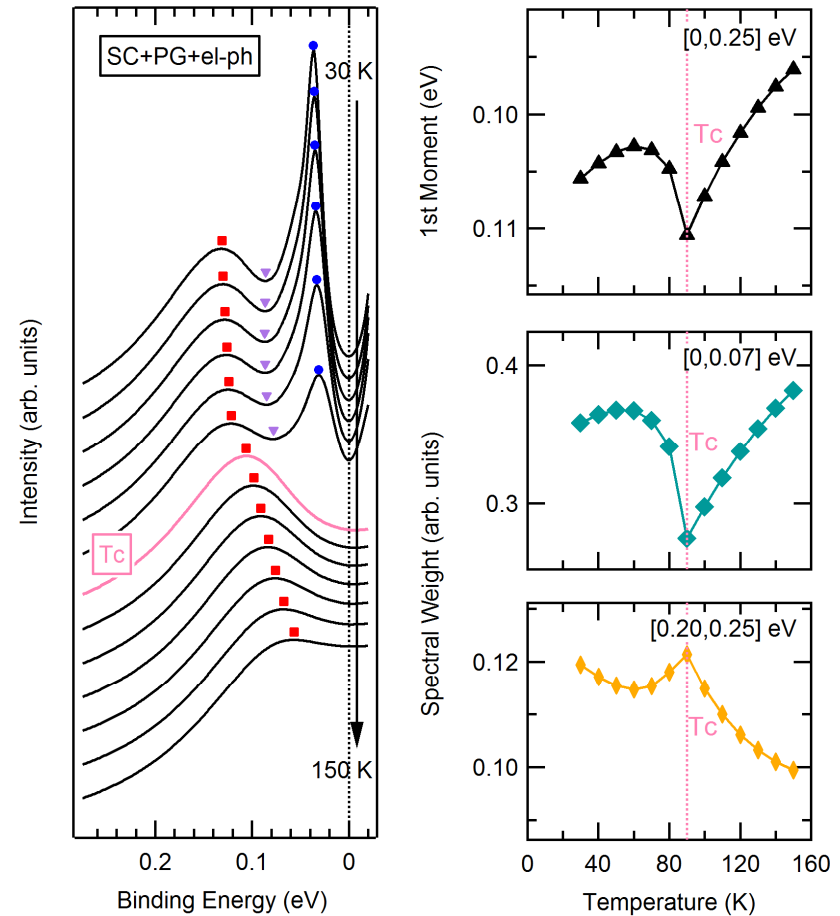 SC+PG+el-ph
30 K
Tc
150 K
Intensity (arb. units)
0.2
0.1
0
Binding Energy (eV)
[0,0.25] eV
Tc
0.10
0.11
1st Moment (eV)
[0,0.07] eV
Tc
0.4
0.3
Spectral Weight (arb. units)
[0.20,0.25] eV
Tc
0.12
0.10
0
40
80
120
160
Temperature (K)